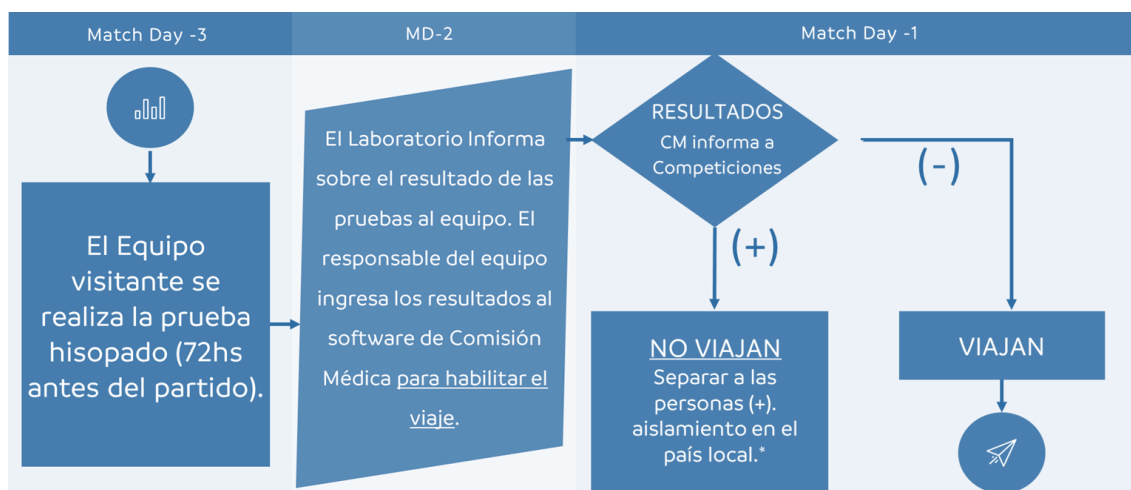 Match Day -3
MD-2
Match Day -1
El Equipo
visitante se
realiza la prueba
hisopado (72hs
antes del partido).
El Laboratorio Informa
sobre el resultado de las
pruebas al equipo. El
responsable del equipo
ingresa los resultados al
software de Comisión
Médica para habilitar el
viaje.
RESULTADOS
CM informa a
Competiciones
(+)
(-)
NO VIAJAN
Separar a las
personas (+).
aislamiento en el
país local.*
VIAJAN